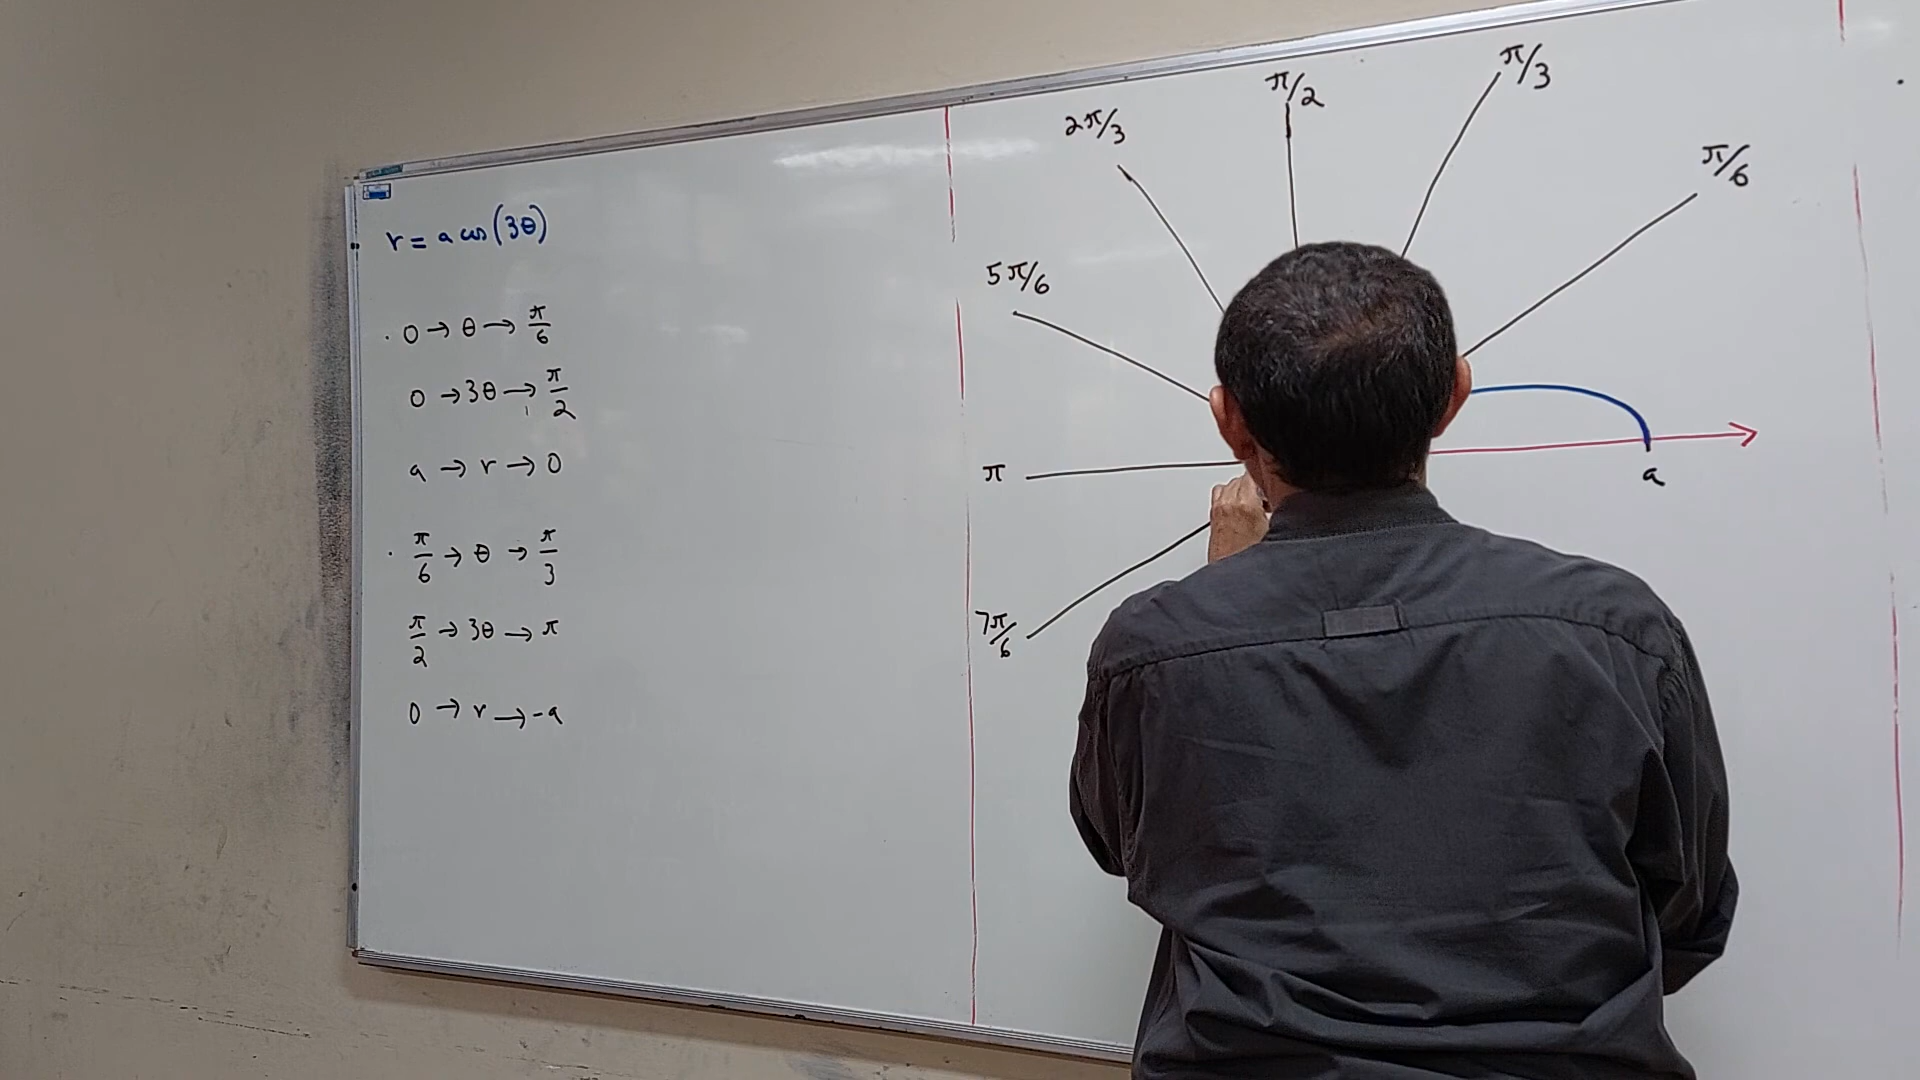 r = a cos(3θ)
· 0 → θ → π/6
0 → 3θ → π/2
a → r → 0
· π/6 → θ → π/3
π/2 → 3θ → π
0 → r → -a
π/3
π/2
2π/3
π/6
5π/6
π
a
7π/6